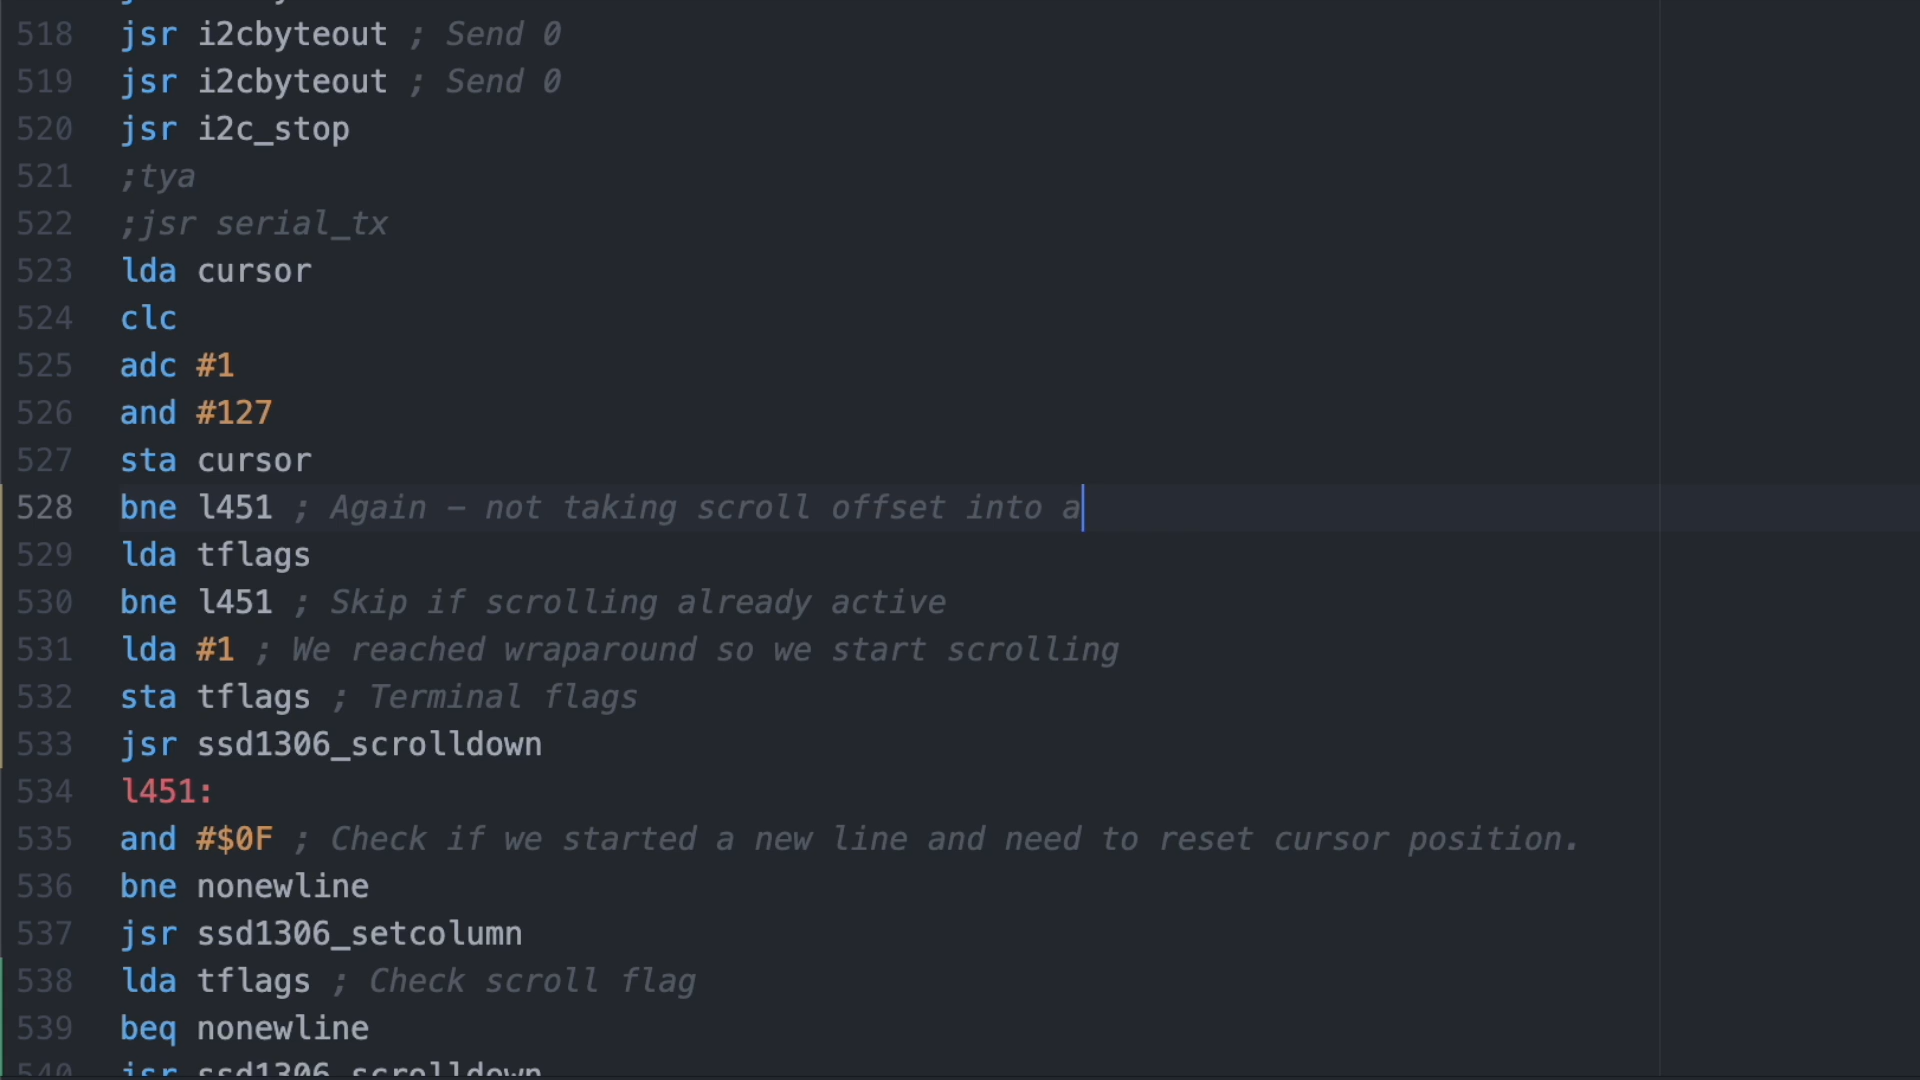 518 jsr i2cbyteout ; Send 0
519 jsr i2cbyteout ; Send 0
520 jsr i2c_stop
521 ;tya
522 ;jsr serial_tx
523 lda cursor
524 clc
525 adc #1
526 and #127
527 sta cursor
528 bne l451 ; Again – not taking scroll offset into a
529 lda tflags
530 bne l451 ; Skip if scrolling already active
531 lda #1 ; We reached wraparound so we start scrolling
532 sta tflags ; Terminal flags
533 jsr ssd1306_scrolldown
534 l451:
535 and #$0F ; Check if we started a new line and need to reset cursor position.
536 bne nonewline
537 jsr ssd1306_setcolumn
538 lda tflags ; Check scroll flag
539 beq nonewline
540 jsr ssd1306_scrolldown